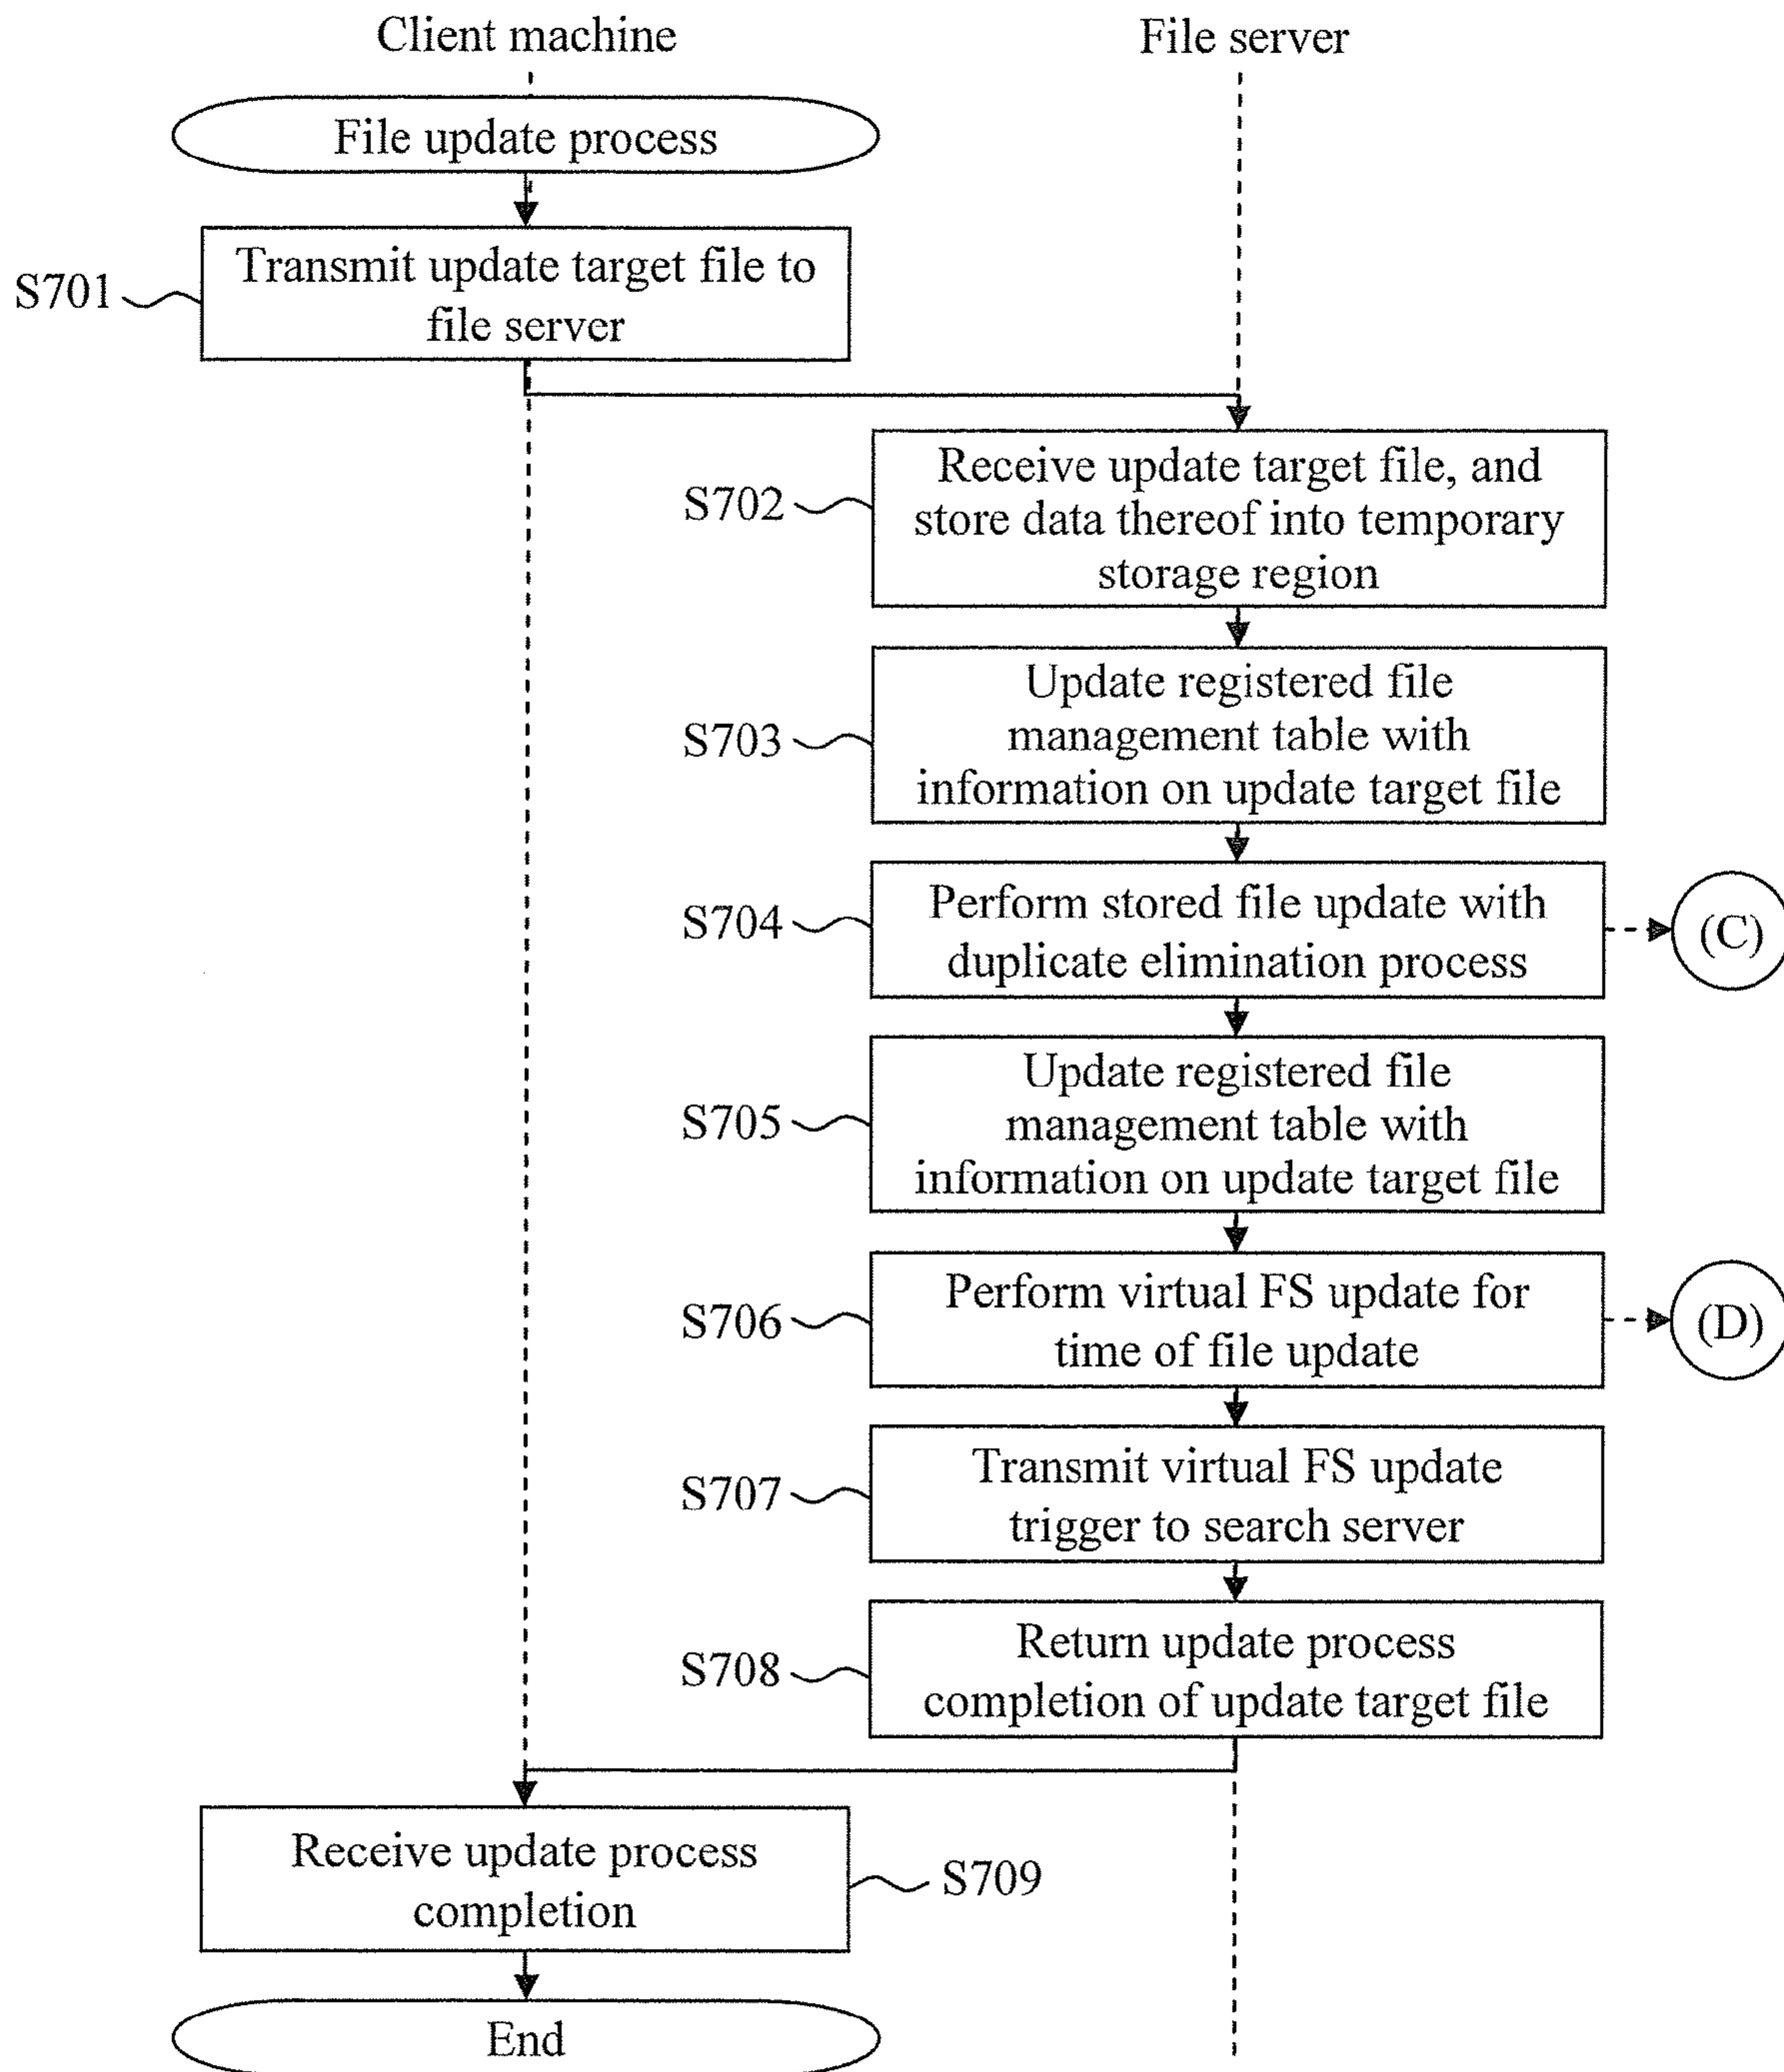 Client machine
File server
File update process
S701
Transmit update target file to
file server
S702
Receive update target file, and
store data thereof into temporary
storage region
S703
Update registered file
management table with
information on update target file
S704
Perform stored file update with
duplicate elimination process
(C)
S705
Update registered file
management table with
information on update target file
S706
Perform virtual FS update for
time of file update
(D)
S707
Transmit virtual FS update
trigger to search server
S708
Return update process
completion of update target file
Receive update process
completion
S709
End